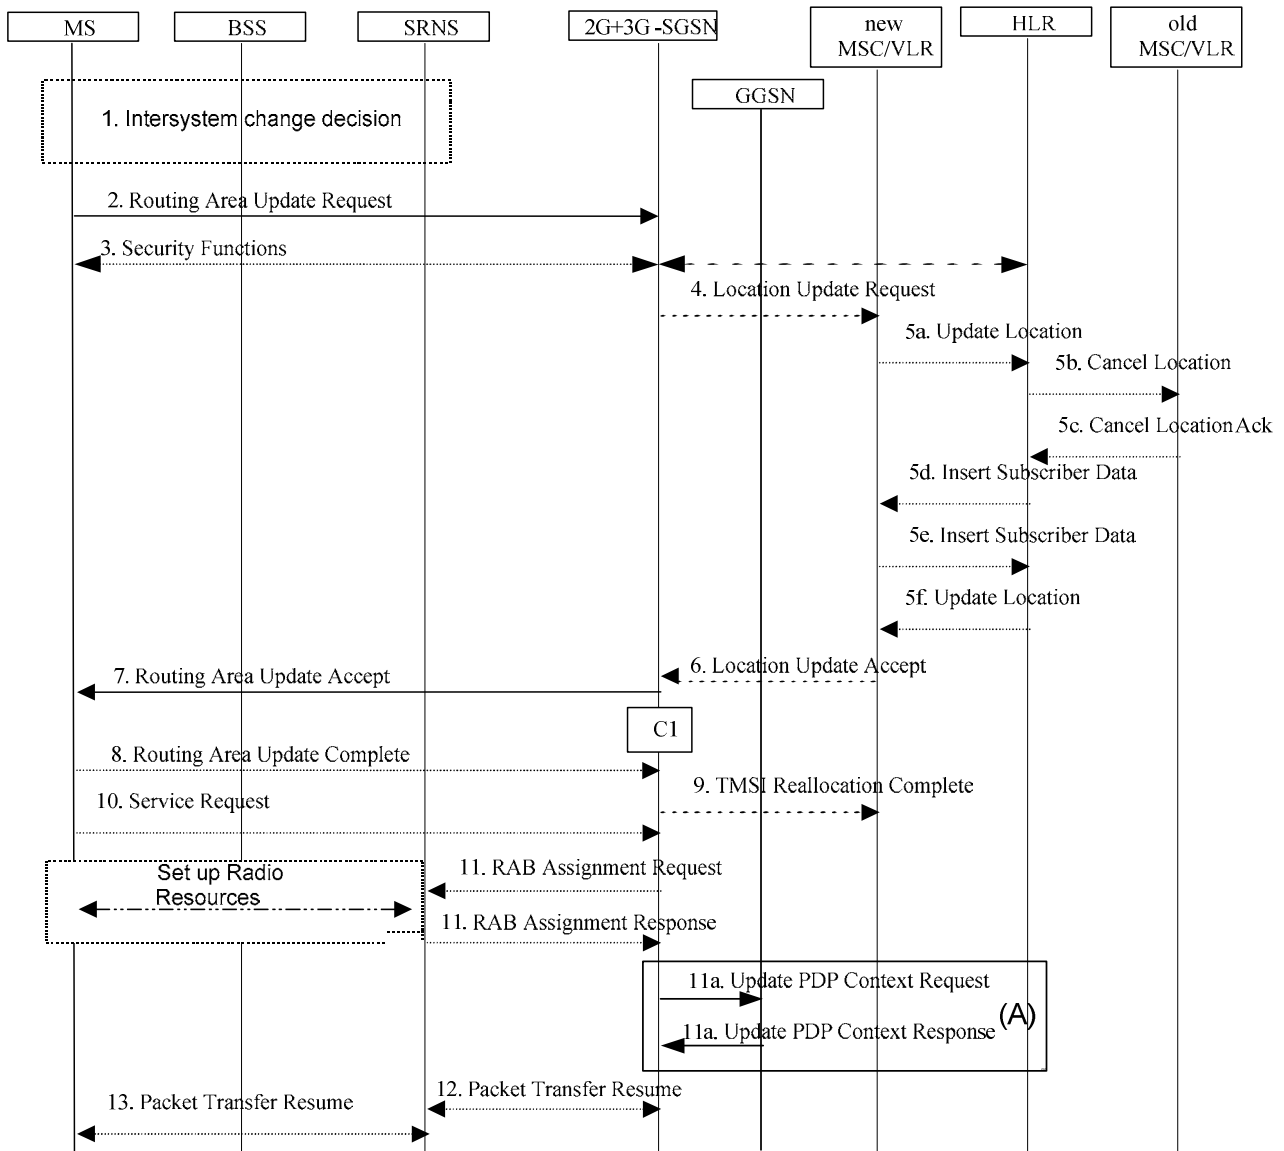 MS
BSS
SRNS
2G+3G -SGSN
new
MSC/VLR
HLR
old
MSC/VLR
GGSN
1. Intersystem change decision
2. Routing Area Update Request
3. Security Functions
4. Location Update Request
5a. Update Location
5b. Cancel Location
5c. Cancel Location Ack
5d. Insert Subscriber Data
5e. Insert Subscriber Data
5f. Update Location
6. Location Update Accept
7. Routing Area Update Accept
C1
8. Routing Area Update Complete
9. TMSI Reallocation Complete
10. Service Request
11. RAB Assignment Request
Set up Radio
Resources
11. RAB Assignment Response
11a. Update PDP Context Request
(A)
11a. Update PDP Context Response
12. Packet Transfer Resume
13. Packet Transfer Resume